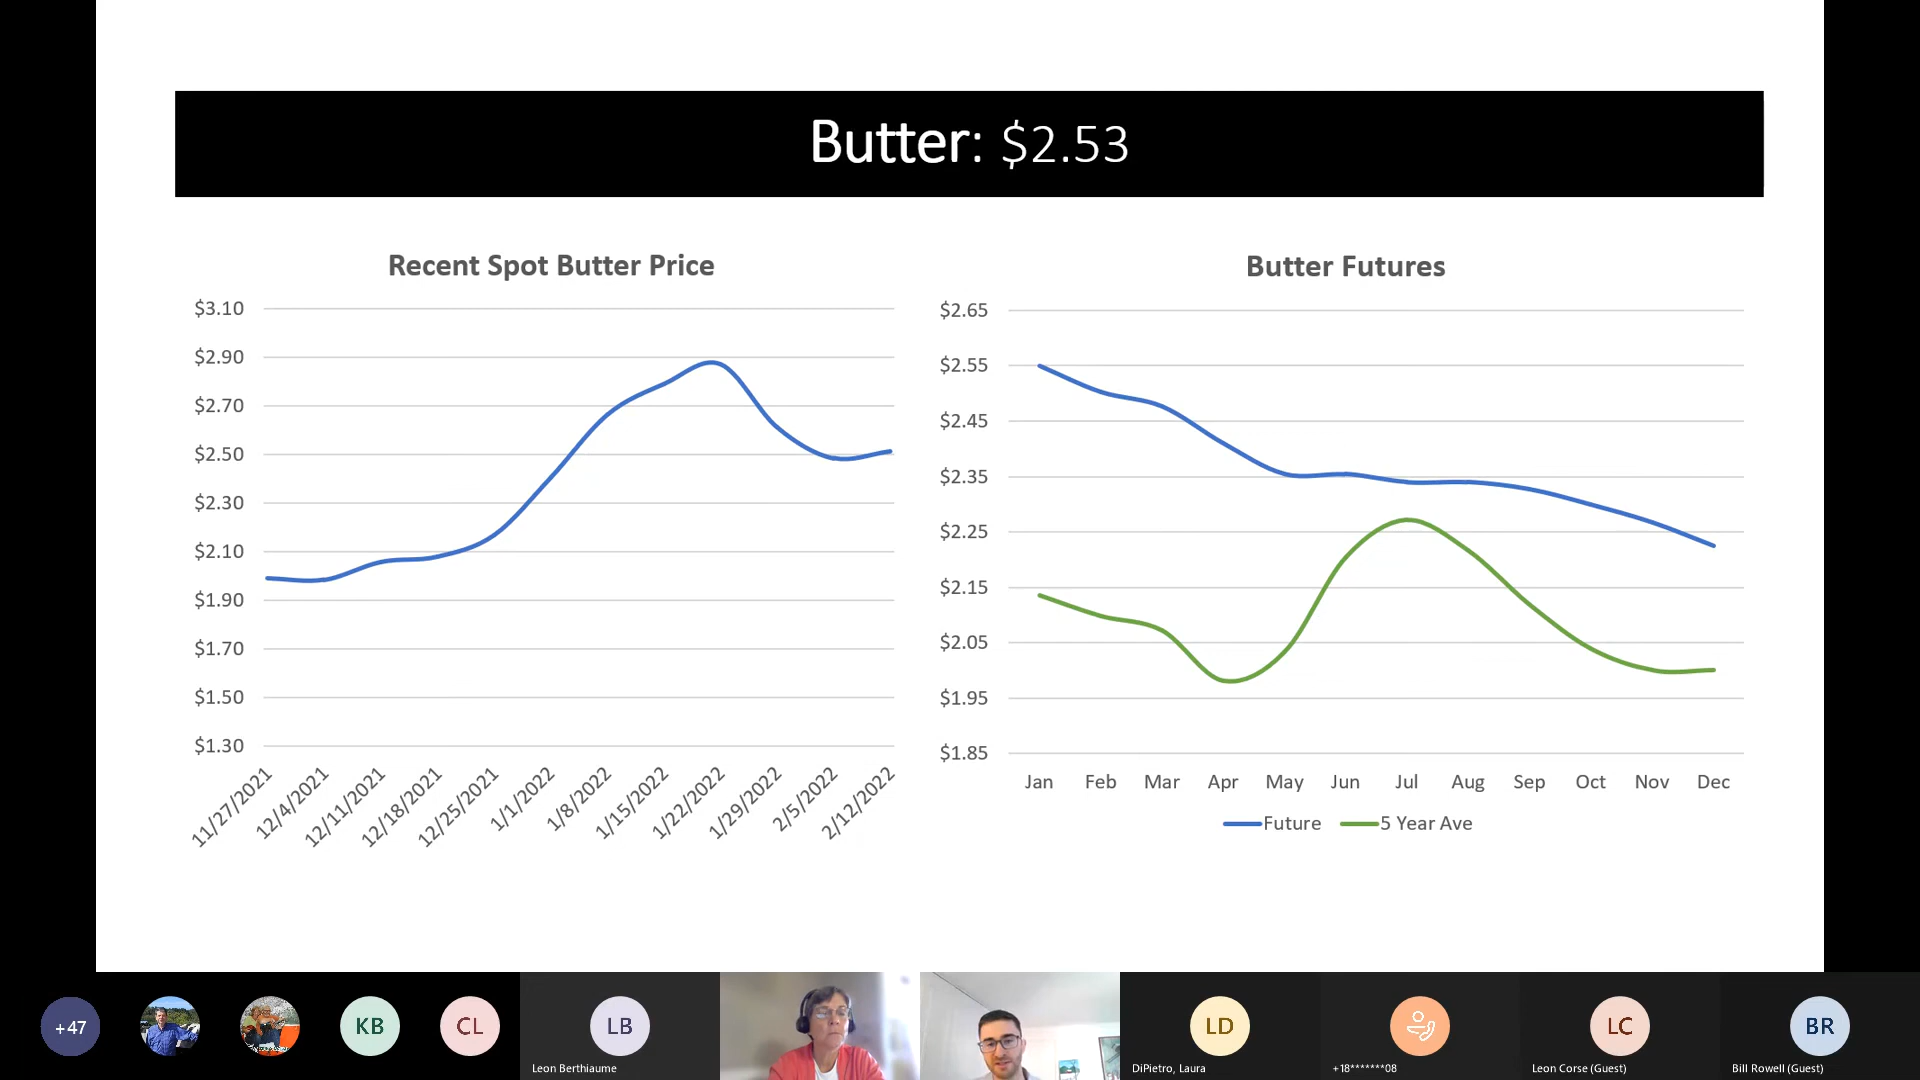 Butter: $2.53
Recent Spot Butter Price
$3.10
$2.90
$2.70
$2.50
$2.30
$2.10
$1.90
$1.70
$1.50
$1.30
11/27/2021
12/4/2021
12/11/2021
12/18/2021
12/25/2021
1/1/2022
1/8/2022
1/15/2022
1/22/2022
1/29/2022
2/5/2022
2/12/2022
Butter Futures
$2.65
$2.55
$2.45
$2.35
$2.25
$2.15
$2.05
$1.95
$1.85
Jan Feb Mar Apr May Jun Jul Aug Sep Oct Nov Dec
Future 5 Year Ave
+47
KB
CL
LB
Leon Berthiaume
LD
DiPietro, Laura
+18*******08
LC
Leon Corse (Guest)
BR
Bill Rowell (Guest)